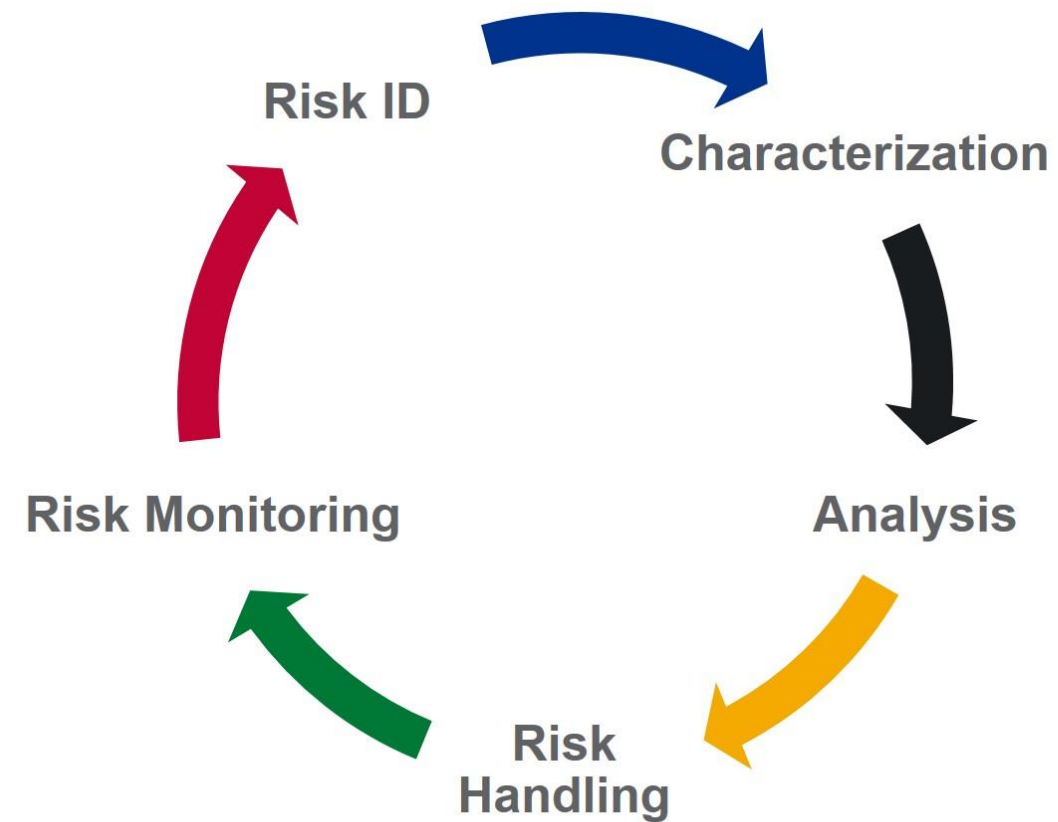 Risk ID
Characterization
Analysis
Risk
Handling
Risk Monitoring